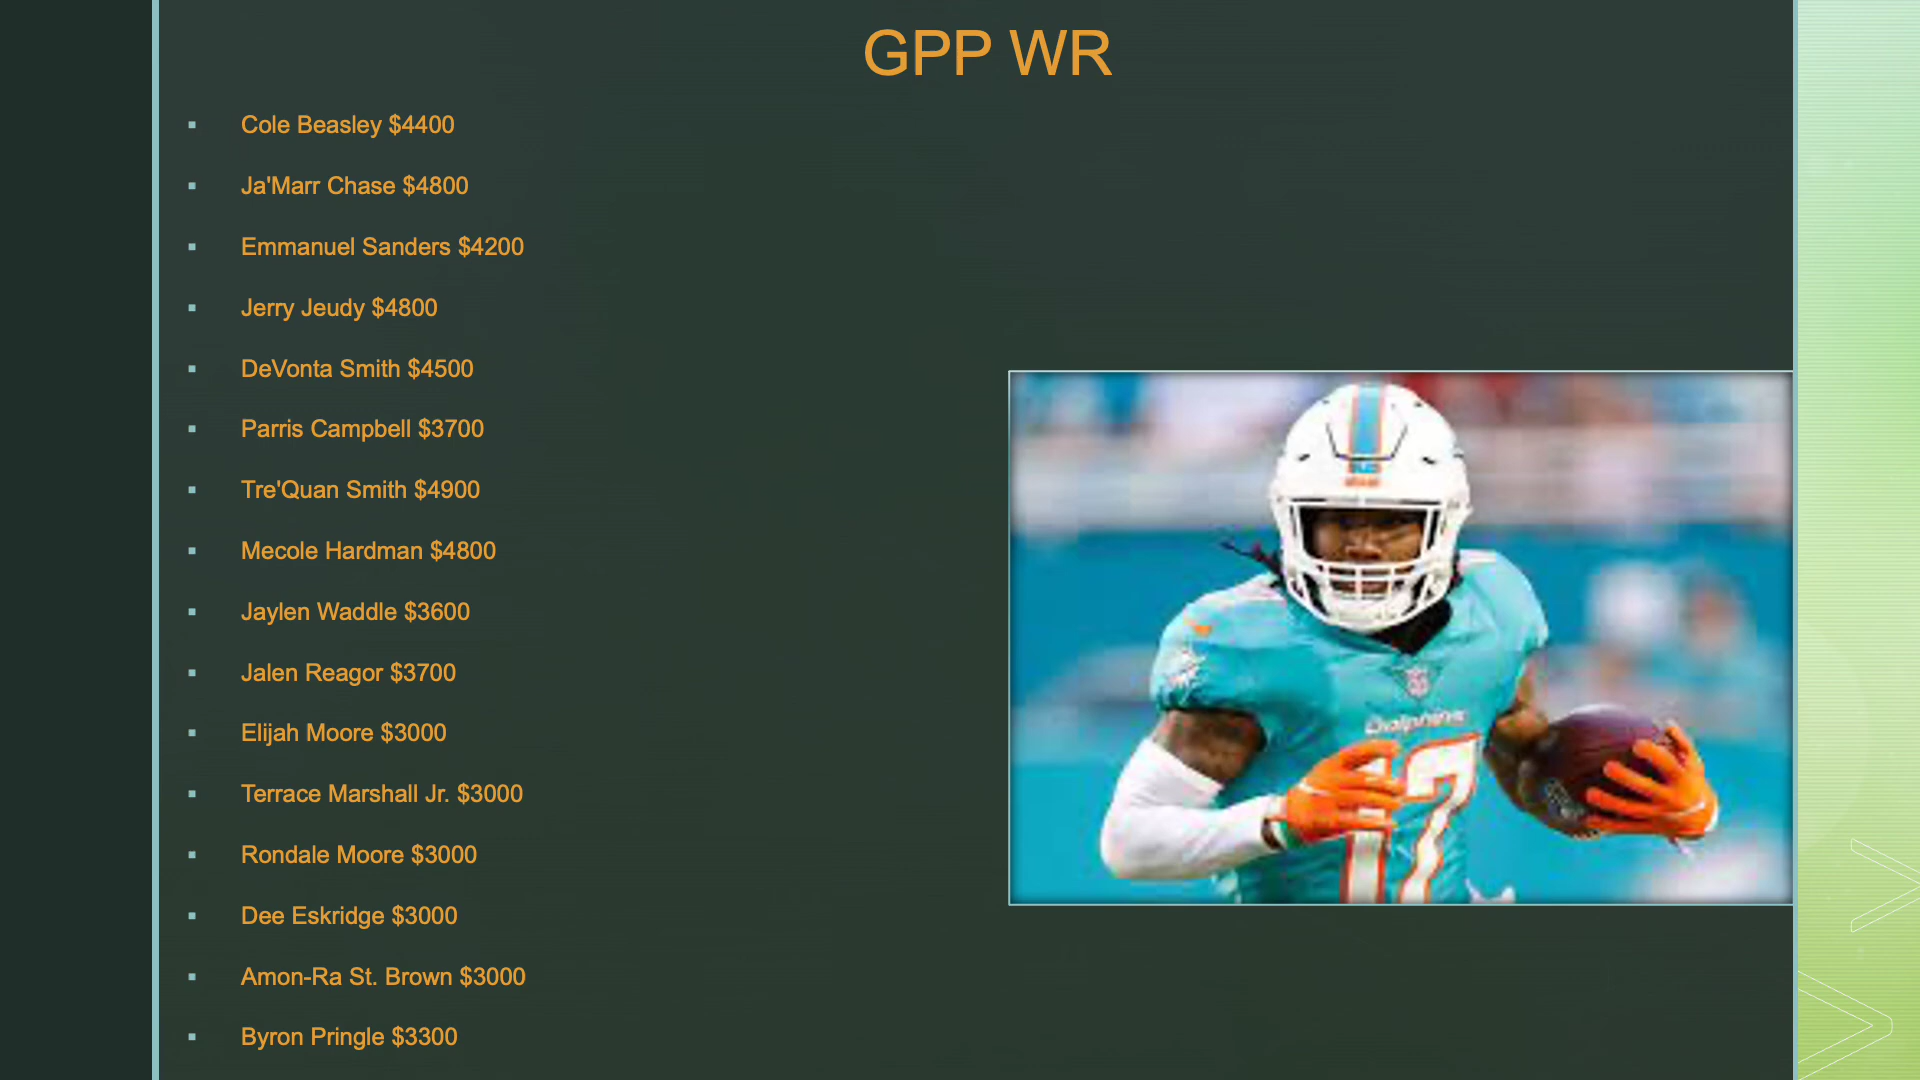 GPP WR
Cole Beasley $4400
Ja'Marr Chase $4800
Emmanuel Sanders $4200
Jerry Jeudy $4800
DeVonta Smith $4500
Parris Campbell $3700
Tre'Quan Smith $4900
Mecole Hardman $4800
Jaylen Waddle $3600
Jalen Reagor $3700
Elijah Moore $3000
Terrace Marshall Jr. $3000
Rondale Moore $3000
Dee Eskridge $3000
Amon-Ra St. Brown $3000
Byron Pringle $3300
Dolphins
17